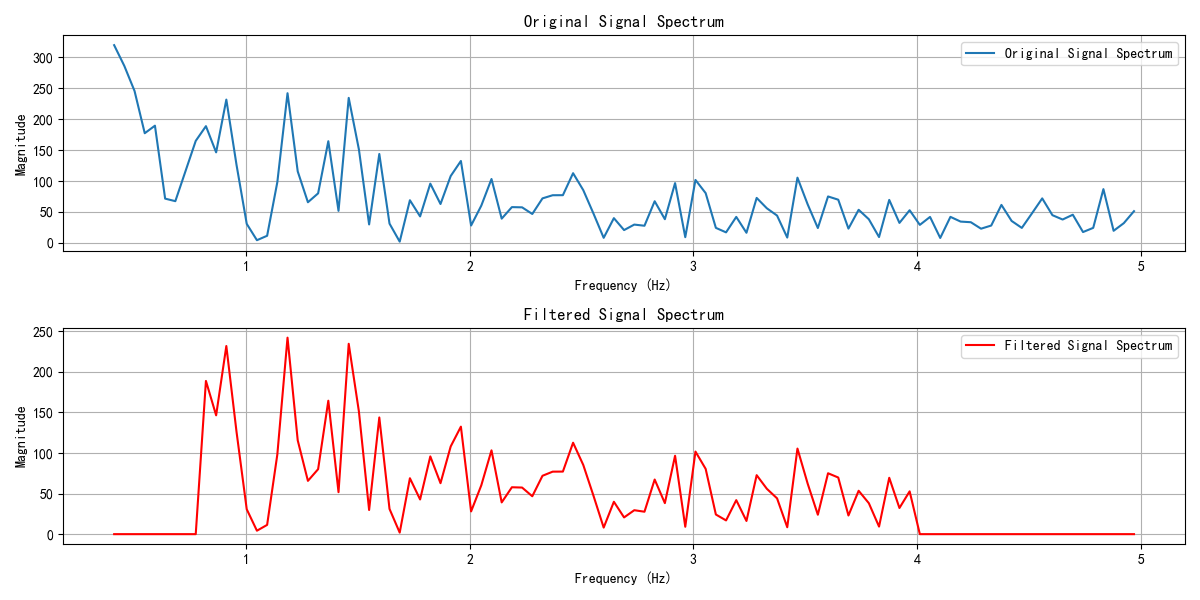 Original Signal Spectrum
Original Signal Spectrum
Magnitude
300
250
200
150
100
50
0
1
2
3
4
5
Frequency (Hz)
Filtered Signal Spectrum
Filtered Signal Spectrum
Magnitude
250
200
150
100
50
0
1
2
3
4
5
Frequency (Hz)